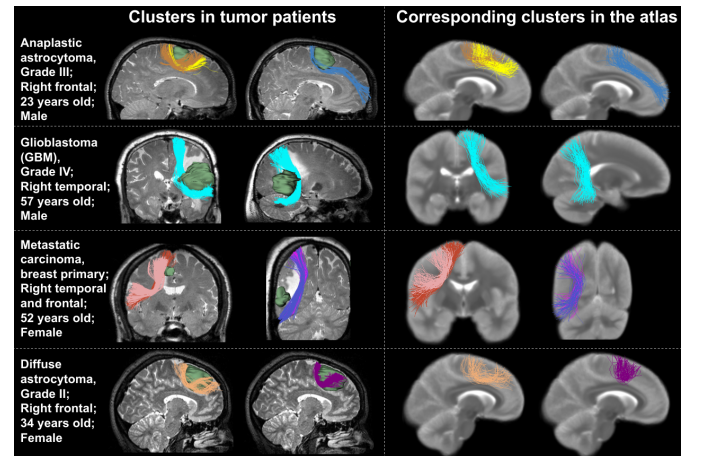 Clusters in tumor patients
Corresponding clusters in the atlas
Anaplastic
astrocytoma,
Grade III;
Right frontal;
23 years old;
Male
Glioblastoma
(GBM),
Grade IV;
Right temporal;
57 years old;
Male
Metastatic
carcinoma,
breast primary;
Right temporal
and frontal;
52 years old;
Female
Diffuse
astrocytoma,
Grade II;
Right frontal;
34 years old;
Female